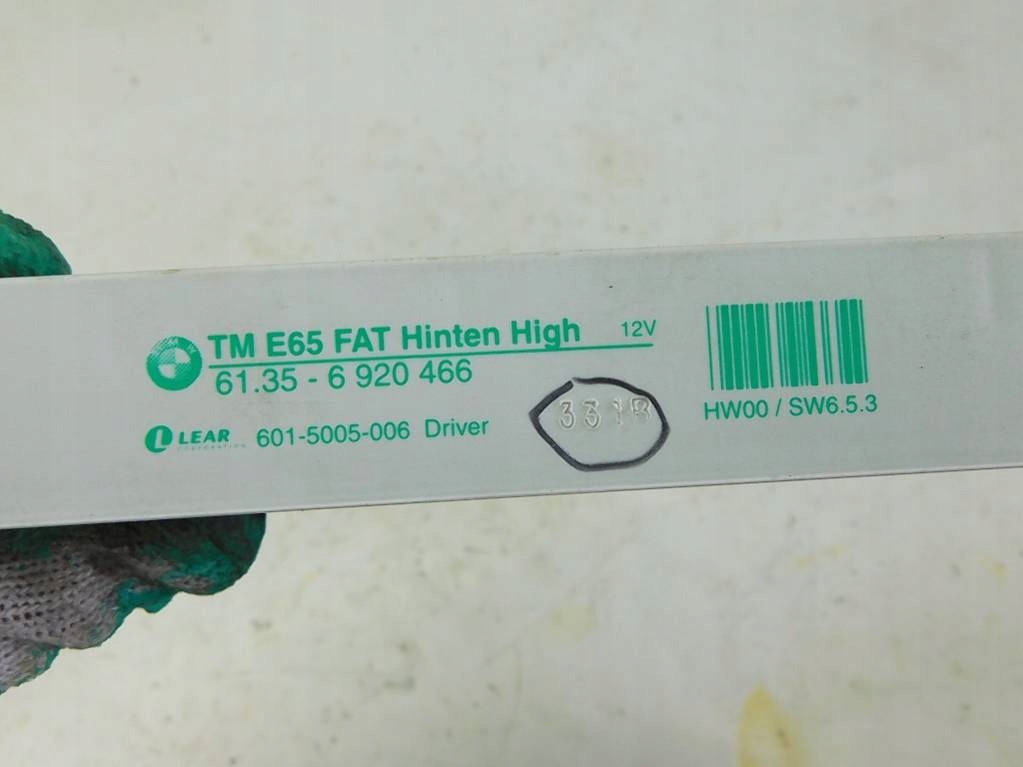 TM E65 FAT Hinten High 12V
61.35 - 6 920 466
LEAR 601-5005-006 Driver
CORPORATION
HW00 / SW6.5.3